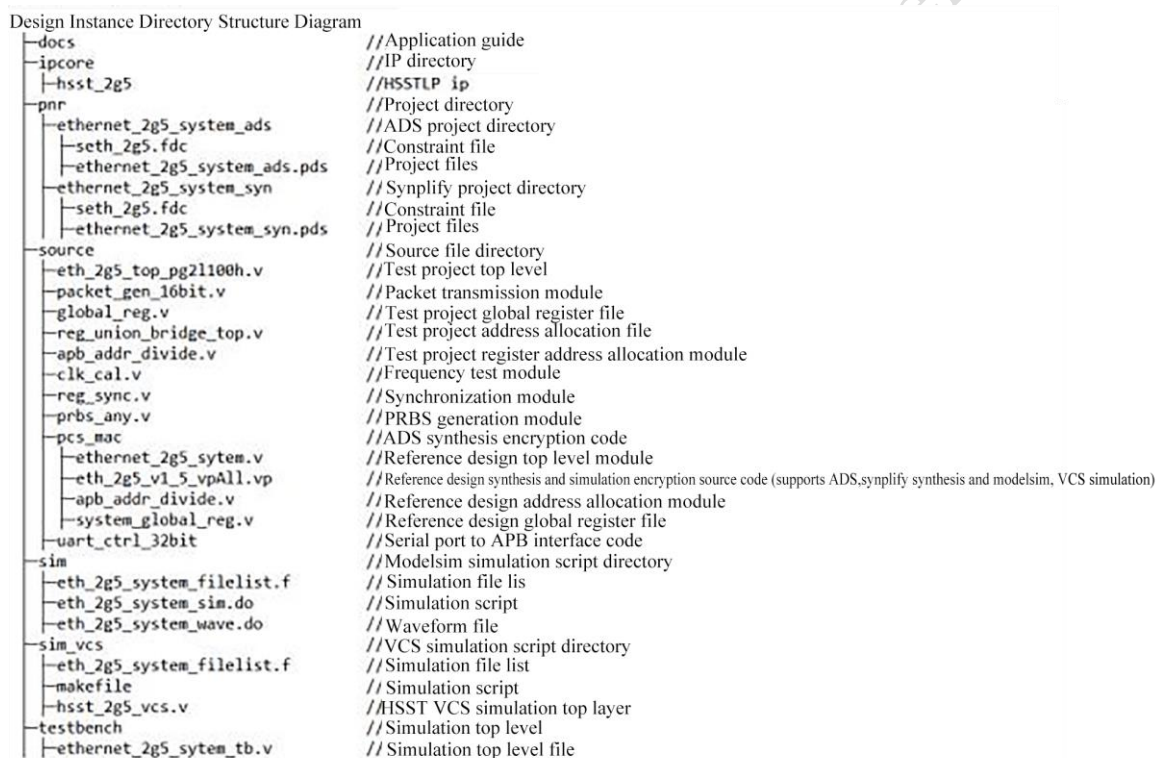 Design Instance Directory Structure Diagram
├─docs //Application guide
├─ipcore //IP directory
│ ├─hsst_2g5 //HSSTLP ip
├─pnr //Project directory
│ ├─ethernet_2g5_system_ads //ADS project directory
│ │ ├─seth_2g5.fdc //Constraint file
│ │ ├─ethernet_2g5_system_ads.pds //Project files
│ ├─ethernet_2g5_system_syn // Synplify project directory
│ │ ├─seth_2g5.fdc //Constraint file
│ │ ├─ethernet_2g5_system_syn.pds // Project files
├─source // Source file directory
│ ├─eth_2g5_top_pg2l100h.v //Test project top level
│ ├─packet_gen_16bit.v //Packet transmission module
│ ├─global_reg.v //Test project global register file
│ ├─reg_union_bridge_top.v //Test project address allocation file
│ ├─apb_addr_divide.v //Test project register address allocation module
│ ├─clk_cal.v //Frequency test module
│ ├─reg_sync.v //Synchronization module
│ ├─prbs_any.v //PRBS generation module
│ ├─pcs_mac //ADS synthesis encryption code
│ │ ├─ethernet_2g5_sytem.v //Reference design top level module
│ │ ├─eth_2g5_v1_5_vpAll.vp //Reference design synthesis and simulation encryption source code (supports ADS,synplify synthesis and modelsim, VCS simulation)
│ │ ├─apb_addr_divide.v //Reference design address allocation module
│ │ ├─system_global_reg.v //Reference design global register file
│ ├─uart_ctrl_32bit //Serial port to APB interface code
├─sim //Modelsim simulation script directory
│ ├─eth_2g5_system_filelist.f // Simulation file lis
│ ├─eth_2g5_system_sim.do //Simulation script
│ ├─eth_2g5_system_wave.do //Waveform file
├─sim_vcs //VCS simulation script directory
│ ├─eth_2g5_system_filelist.f //Simulation file list
│ ├─makefile // Simulation script
│ ├─hsst_2g5_vcs.v //HSST VCS simulation top layer
├─testbench // Simulation top level
│ ├─ethernet_2g5_sytem_tb.v // Simulation top level file